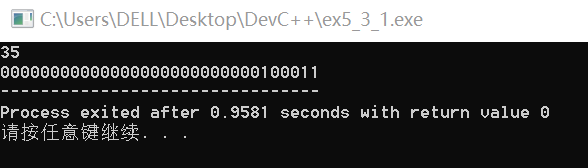 C:\Users\DELL\Desktop\DevC++\ex5_3_1.exe
35
00000000000000000000000000100011
--------------------------------
Process exited after 0.9581 seconds with return value 0
请按任意键继续. . .